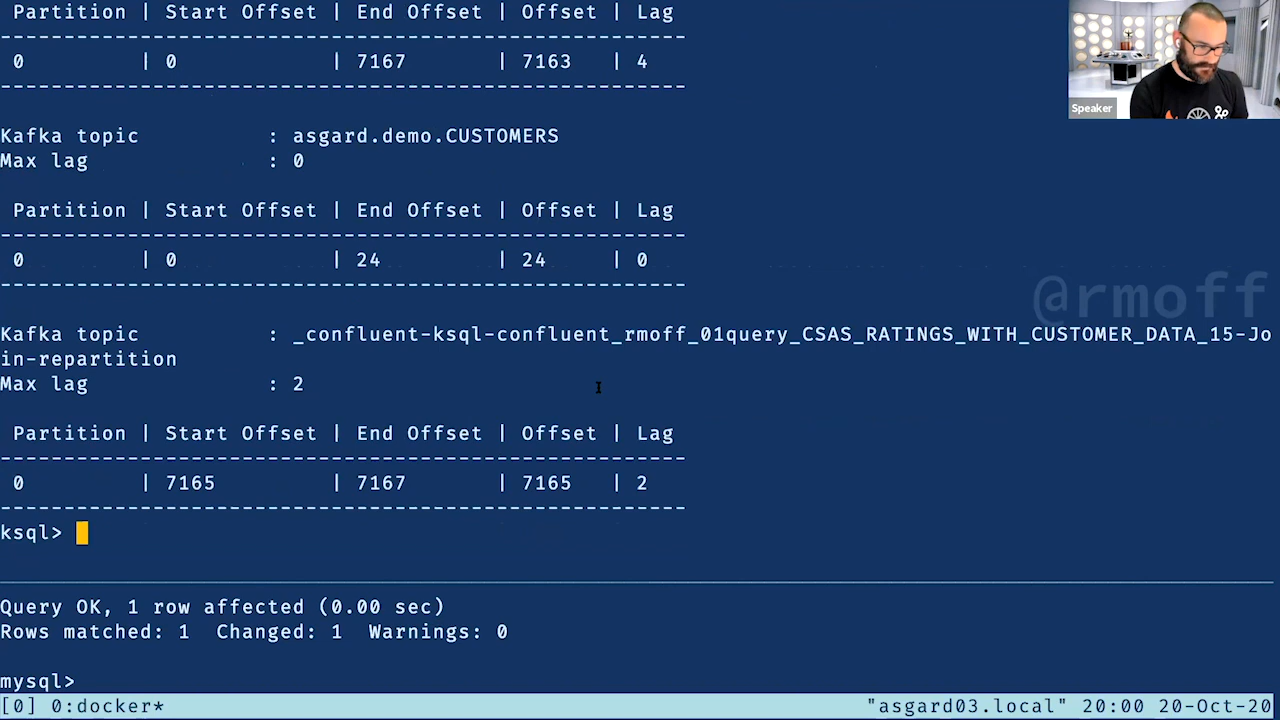 Partition | Start Offset | End Offset | Offset | Lag
------------------------------------------------------
0 | 0 | 7167 | 7163 | 4
------------------------------------------------------
Speaker
Kafka topic : asgard.demo.CUSTOMERS
Max lag : 0
Partition | Start Offset | End Offset | Offset | Lag
------------------------------------------------------
0 | 0 | 24 | 24 | 0
------------------------------------------------------
@rmoff
Kafka topic : _confluent-ksql-confluent_rmoff_01query_CSAS_RATINGS_WITH_CUSTOMER_DATA_15-Jo
in-repartition
Max lag : 2
Partition | Start Offset | End Offset | Offset | Lag
------------------------------------------------------
0 | 7165 | 7167 | 7165 | 2
------------------------------------------------------
ksql>
Query OK, 1 row affected (0.00 sec)
Rows matched: 1 Changed: 1 Warnings: 0
mysql>
[0] 0:docker* "asgard03.local" 20:00 20-Oct-20